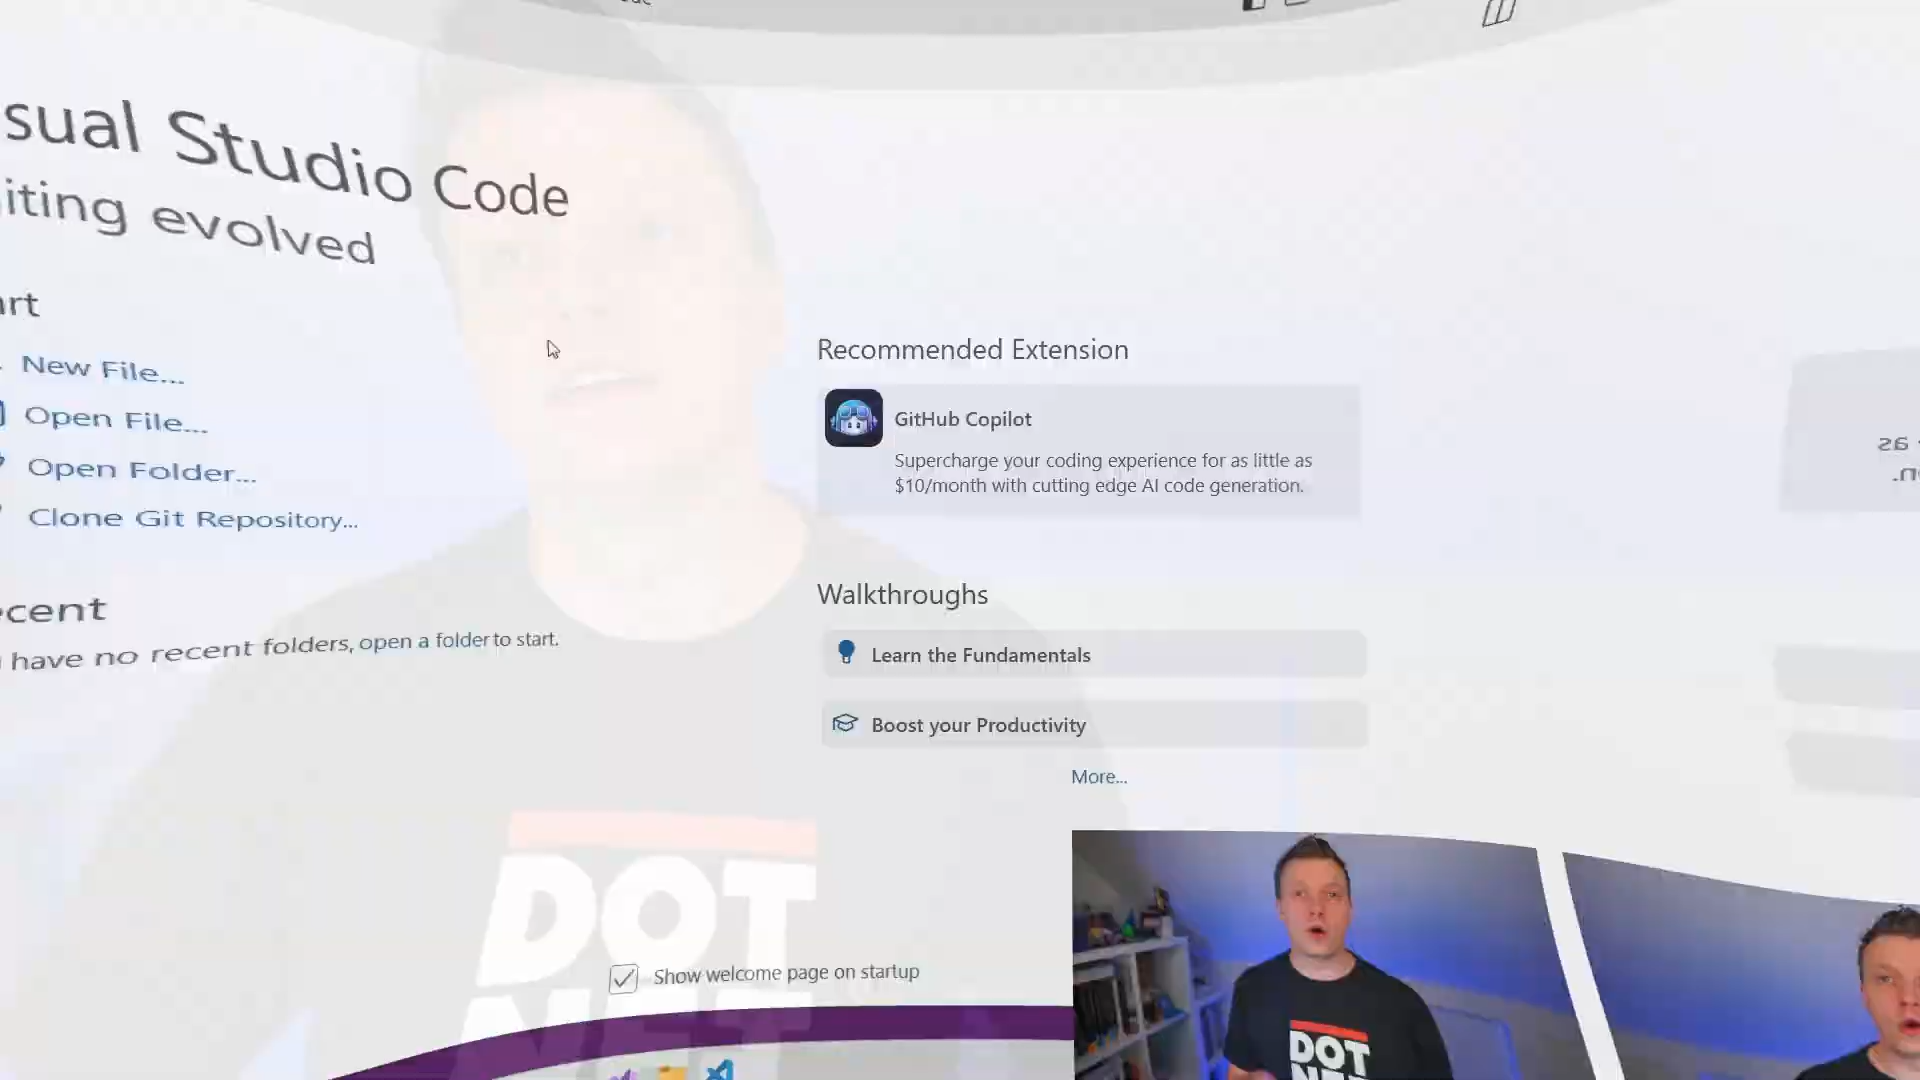 sual Studio Code
iting evolved
art
New File...
Open File...
Open Folder...
Clone Git Repository...
ecent
have no recent folders, open a folder to start.
Recommended Extension
GitHub Copilot
Supercharge your coding experience for as little as
$10/month with cutting edge AI code generation.
Walkthroughs
Learn the Fundamentals
Boost your Productivity
More...
Show welcome page on startup
DOT
NET
DOT